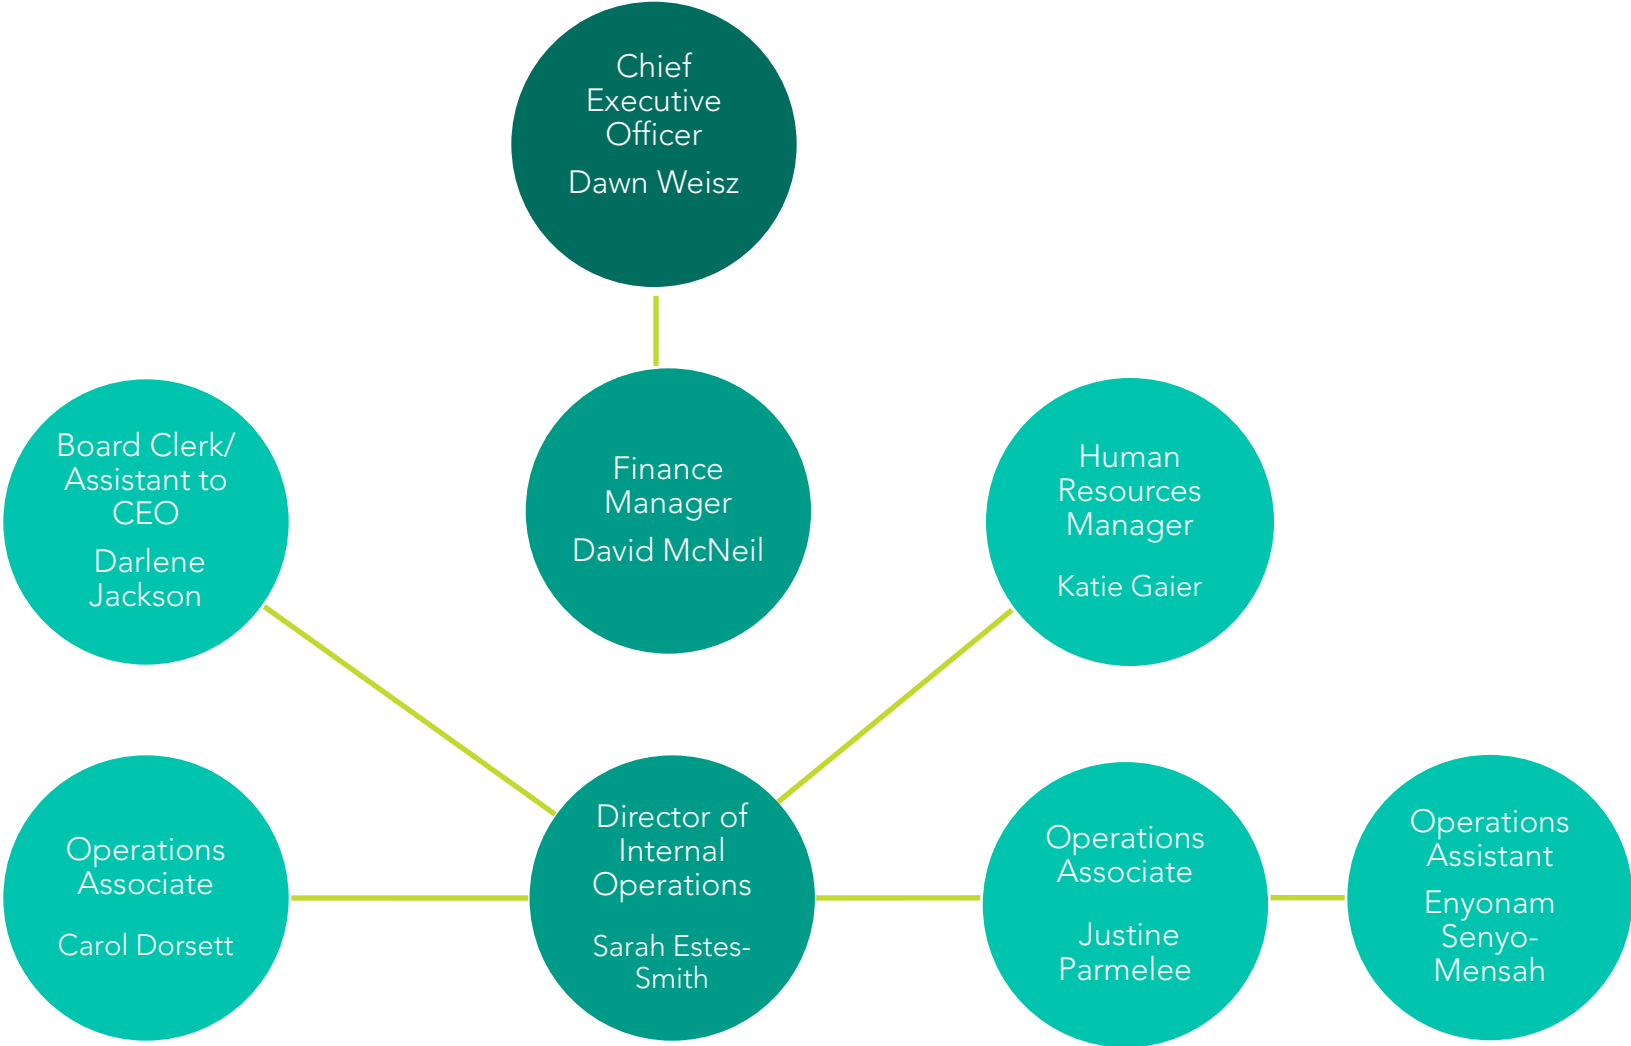 Chief
Executive
Officer
Dawn Weisz
Board Clerk/
Assistant to
CEO
Darlene
Jackson
Finance
Manager
David McNeil
Human
Resources
Manager
Katie Gaier
Operations
Associate
Carol Dorsett
Director of
Internal
Operations
Sarah Estes-
Smith
Operations
Associate
Justine
Parmelee
Operations
Assistant
Enyonam
Senyo-
Mensah